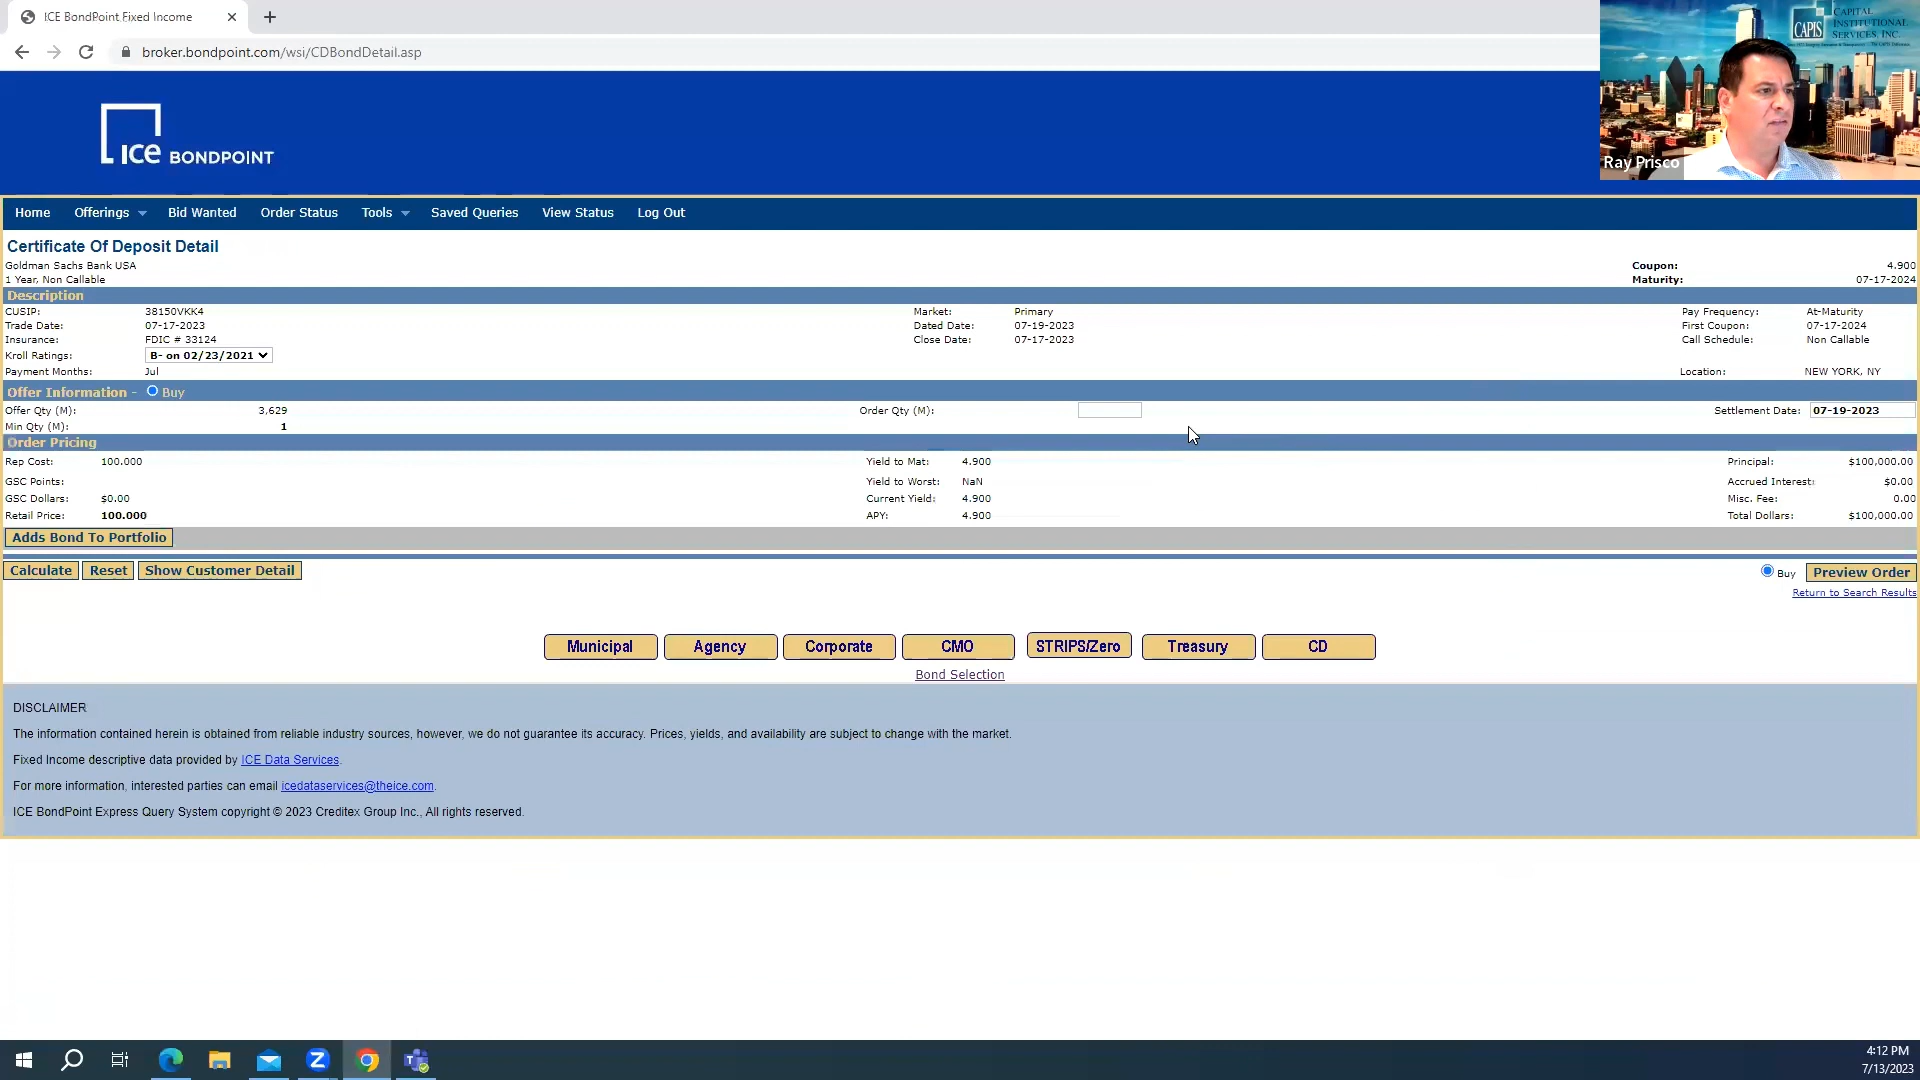 ICE BondPoint Fixed Income
broker.bondpoint.com/wsi/CDBondDetail.asp
CAPIS
CAPITAL
INSTITUTIONAL
SERVICES, INC.
Ray Prisco
ice BONDPOINT
Home Offerings Bid Wanted Order Status Tools Saved Queries View Status Log Out
Certificate Of Deposit Detail
Goldman Sachs Bank USA Coupon: 4.900
1 Year, Non Callable Maturity: 07-17-2024
Description
CUSIP: 38150VKK4 Market: Primary Pay Frequency: At-Maturity
Trade Date: 07-17-2023 Dated Date: 07-19-2023 First Coupon: 07-17-2024
Insurance: FDIC # 33124 Close Date: 07-17-2023 Call Schedule: Non Callable
Kroll Ratings: B- on 02/23/2021
Payment Months: Jul Location: NEW YORK, NY
Offer Information - Buy
Offer Qty (M): 3,629 Order Qty (M): Settlement Date: 07-19-2023
Min Qty (M): 1
Order Pricing
Rep Cost: 100.000 Yield to Mat: 4.900 Principal: $100,000.00
GSC Points: Yield to Worst: NaN Accrued Interest: $0.00
GSC Dollars: $0.00 Current Yield: 4.900 Misc. Fee: 0.00
Retail Price: 100.000 APY: 4.900 Total Dollars: $100,000.00
Adds Bond To Portfolio
Calculate Reset Show Customer Detail Buy Preview Order
Return to Search Results
Municipal Agency Corporate CMO STRIPS/Zero Treasury CD
Bond Selection
DISCLAIMER
The information contained herein is obtained from reliable industry sources, however, we do not guarantee its accuracy. Prices, yields, and availability are subject to change with the market.
Fixed Income descriptive data provided by ICE Data Services.
For more information, interested parties can email icedataservices@theice.com.
ICE BondPoint Express Query System copyright © 2023 Creditex Group Inc., All rights reserved.
4:12 PM
7/13/2023